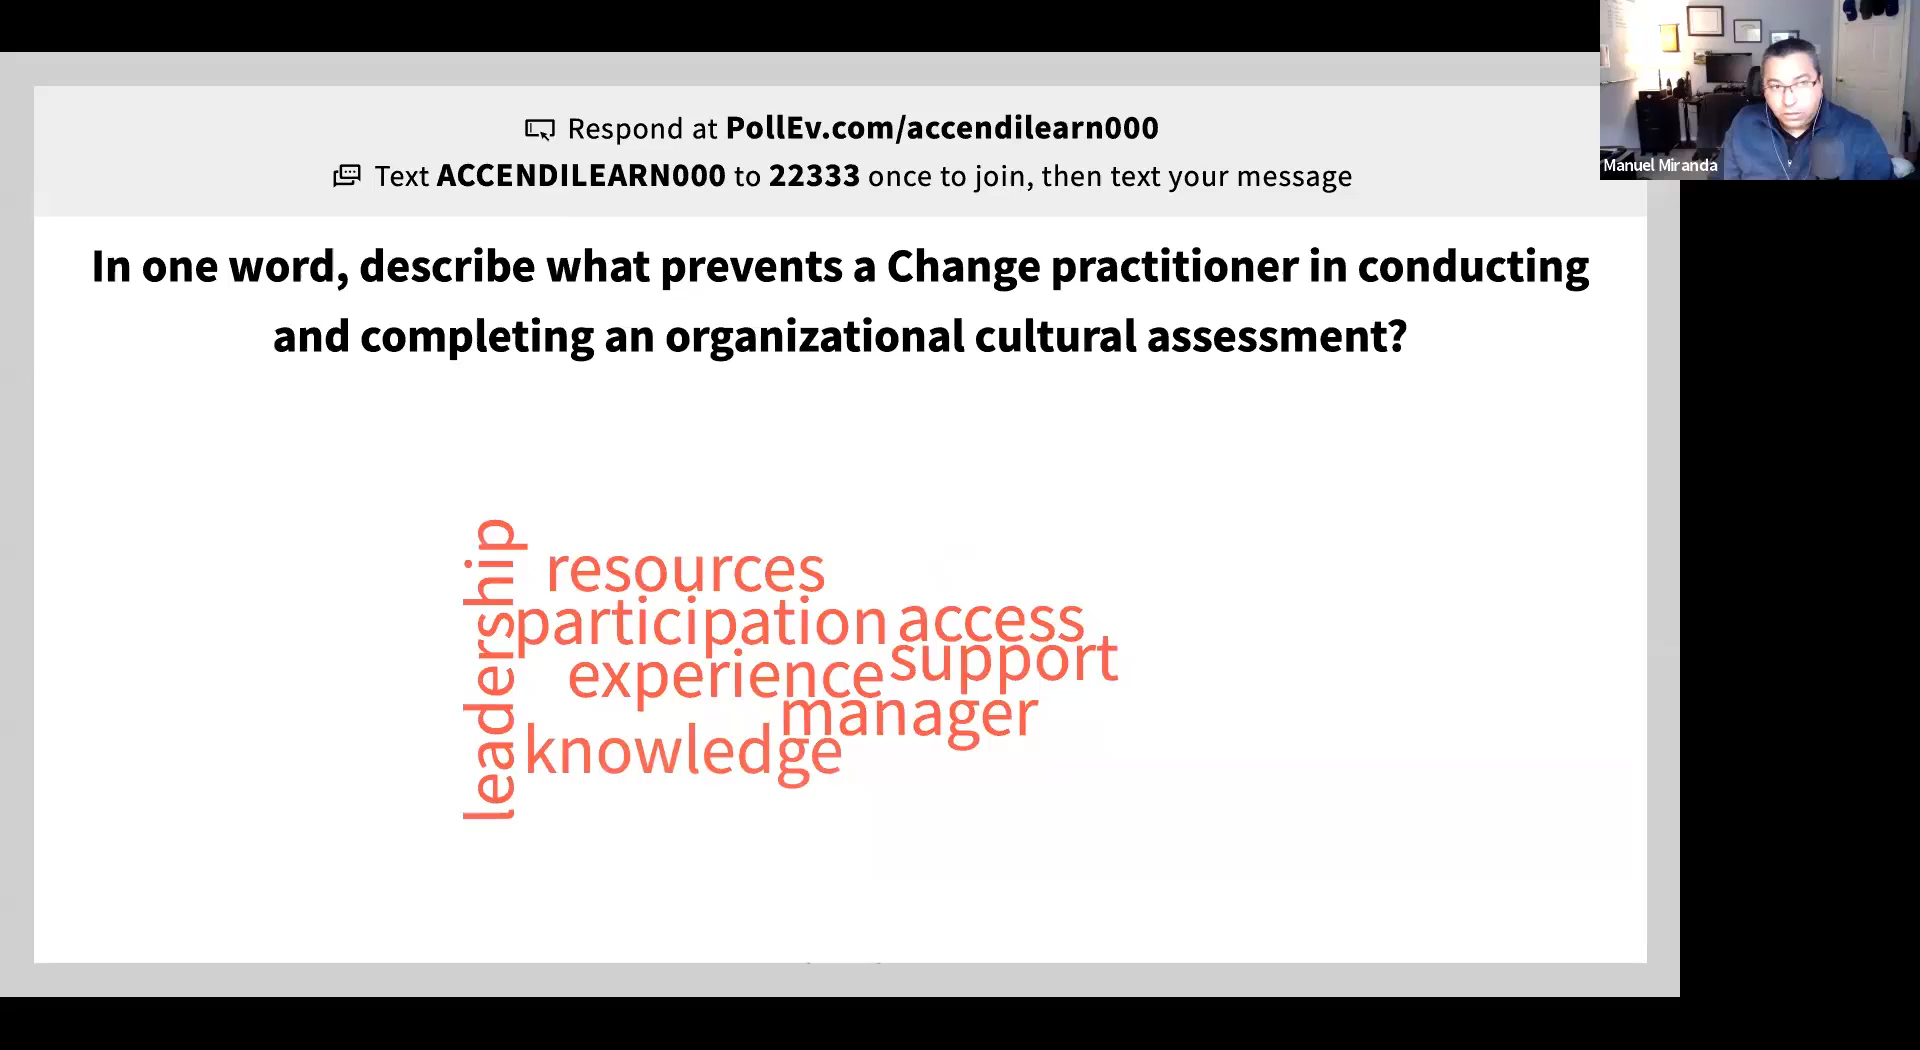 Respond at PollEv.com/accendilearn000
Text ACCENDILEARN000 to 22333 once to join, then text your message
Manuel Miranda
In one word, describe what prevents a Change practitioner in conducting
and completing an organizational cultural assessment?
leadership
resources
participation
access
experience
support
manager
knowledge